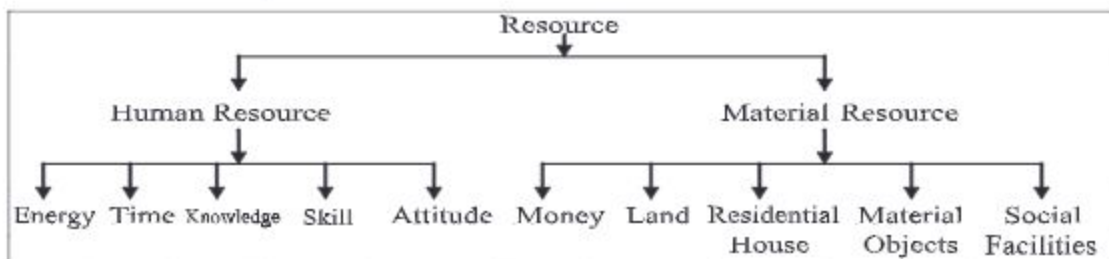 Resource
Human Resource Material Resource
Energy Time Knowledge Skill Attitude Money Land Residential Material Social
House Objects Facilities